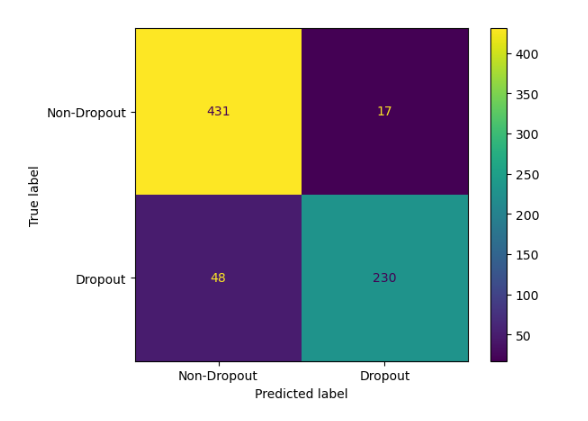 Non-Dropout
Dropout
True label
431
17
48
230
Non-Dropout
Dropout
Predicted label
400
350
300
250
200
150
100
50